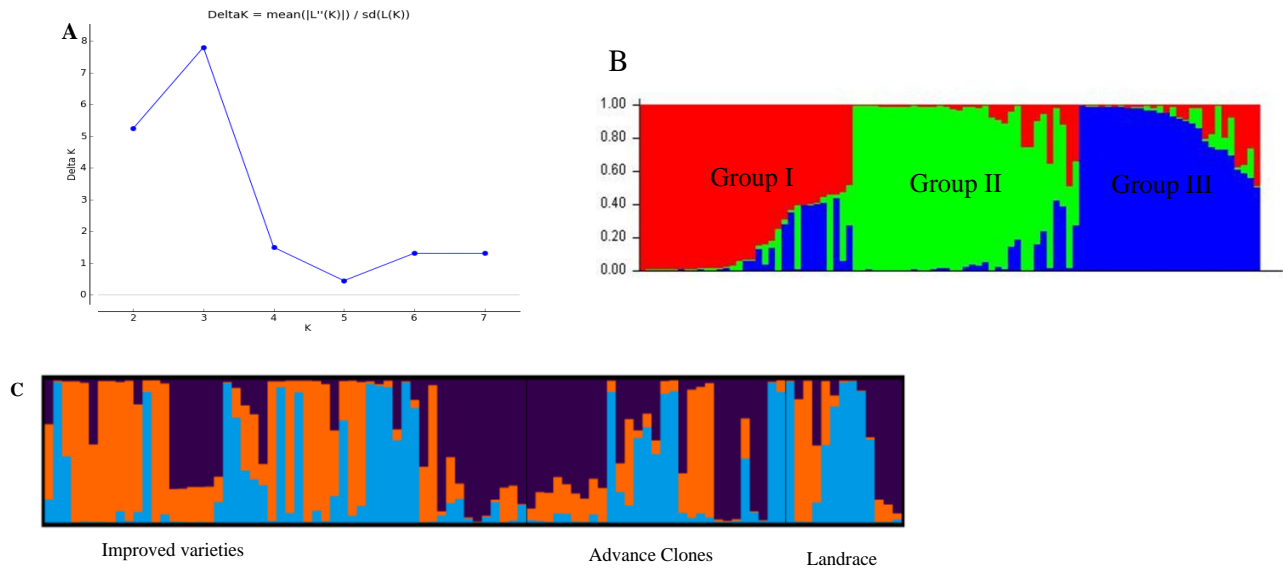 DeltaK = mean(|L''(K)|) / sd(L(K))
A
8
7
6
5
4
3
2
1
0
Delta K
2 3 4 5 6 7
K
B
1.00
0.80
0.60
0.40
0.20
0.00
Group I Group II Group III
C
Improved varieties Advance Clones Landrace